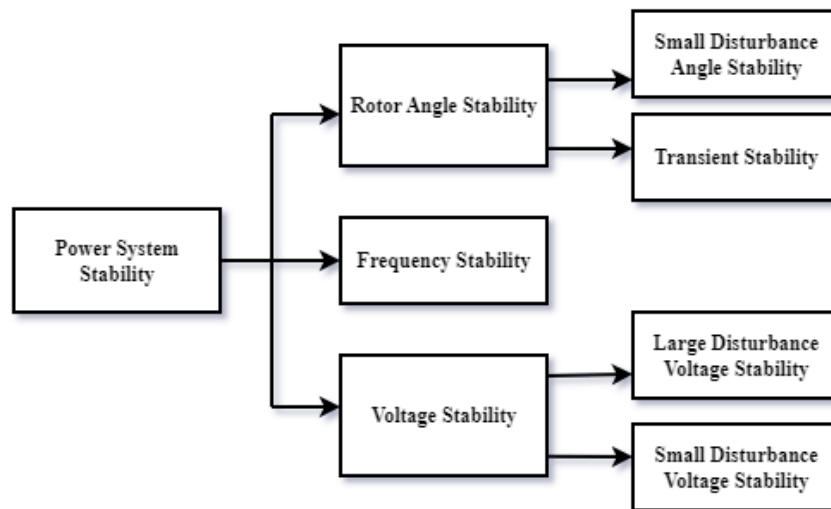 Small Disturbance
Angle Stability
Rotor Angle Stability
Transient Stability
Power System
Stability
Frequency Stability
Large Disturbance
Voltage Stability
Voltage Stability
Small Disturbance
Voltage Stability